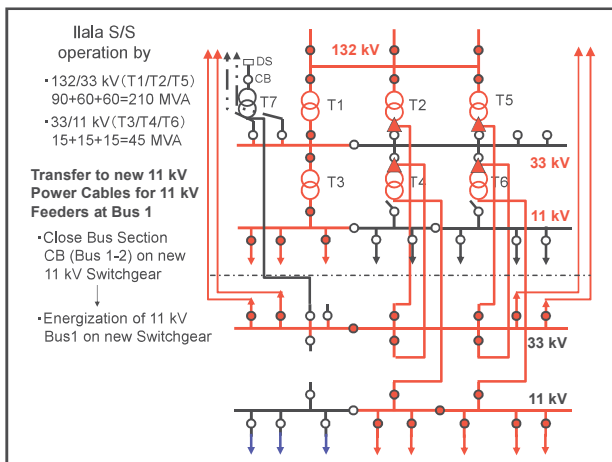 Ilala S/S
operation by
・132/33 kV(T1/T2/T5)
90+60+60=210 MVA
・33/11 kV(T3/T4/T6)
15+15+15=45 MVA
Transfer to new 11 kV
Power Cables for 11 kV
Feeders at Bus 1
・Close Bus Section
CB (Bus 1-2) on new
11 kV Switchgear
・Energization of 11 kV
Bus1 on new Switchgear
DS
CB
T7
132 kV
T1
T2
T5
33 kV
T3
T4
T6
11 kV
33 kV
11 kV